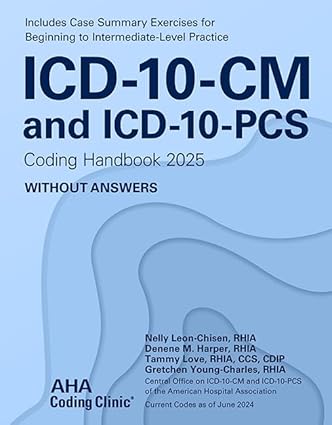 Includes Case Summary Exercises for
Beginning to Intermediate-Level Practice
ICD-10-CM
and ICD-10-PCS
Coding Handbook 2025
WITHOUT ANSWERS
Nelly Leon-Chisen, RHIA
Denene M. Harper, RHIA
Tammy Love, RHIA, CCS, CDIP
Gretchen Young-Charles, RHIA
Central Office on ICD-10-CM and ICD-10-PCS
of the American Hospital Association
Current Codes as of June 2024
AHA
Coding Clinic®